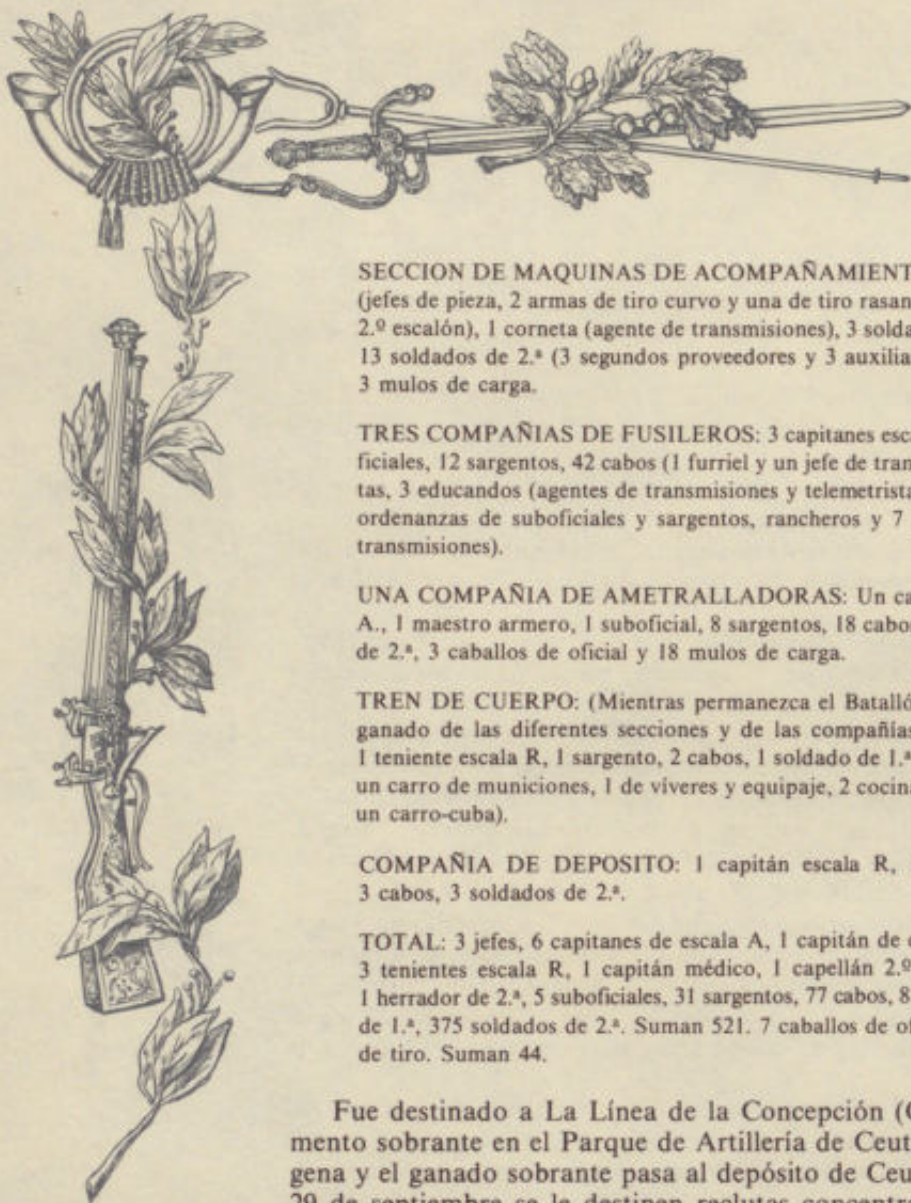 SECCION DE MAQUINAS DE ACOMPAÑAMIENT
(jefes de pieza, 2 armas de tiro curvo y una de tiro rasan
2.º escalón), 1 corneta (agente de transmisiones), 3 solda
13 soldados de 2.ª (3 segundos proveedores y 3 auxilia
3 mulos de carga.
TRES COMPAÑIAS DE FUSILEROS: 3 capitanes esc
ficiales, 12 sargentos, 42 cabos (1 furriel y un jefe de tran
tas, 3 educandos (agentes de transmisiones y telemetrista
ordenanzas de suboficiales y sargentos, rancheros y 7
transmisiones).
UNA COMPAÑIA DE AMETRALLADORAS: Un ca
A., 1 maestro armero, 1 suboficial, 8 sargentos, 18 cabo
de 2.ª, 3 caballos de oficial y 18 mulos de carga.
TREN DE CUERPO: (Mientras permanezca el Batalló
ganado de las diferentes secciones y de las compañías
1 teniente escala R, 1 sargento, 2 cabos, 1 soldado de 1.ª
un carro de municiones, 1 de víveres y equipaje, 2 cocin
un carro-cuba).
COMPAÑIA DE DEPOSITO: 1 capitán escala R,
3 cabos, 3 soldados de 2.ª.
TOTAL: 3 jefes, 6 capitanes de escala A, 1 capitán de
3 tenientes escala R, 1 capitán médico, 1 capellán 2.º
1 herrador de 2.ª, 5 suboficiales, 31 sargentos, 77 cabos, 8
de 1.ª, 375 soldados de 2.ª. Suman 521. 7 caballos de o
de tiro. Suman 44.
Fue destinado a La Línea de la Concepción (
mento sobrante en el Parque de Artillería de Ceut
gena y el ganado sobrante pasa al depósito de Ceu
29 de septiembre se le destinen reclutas concent